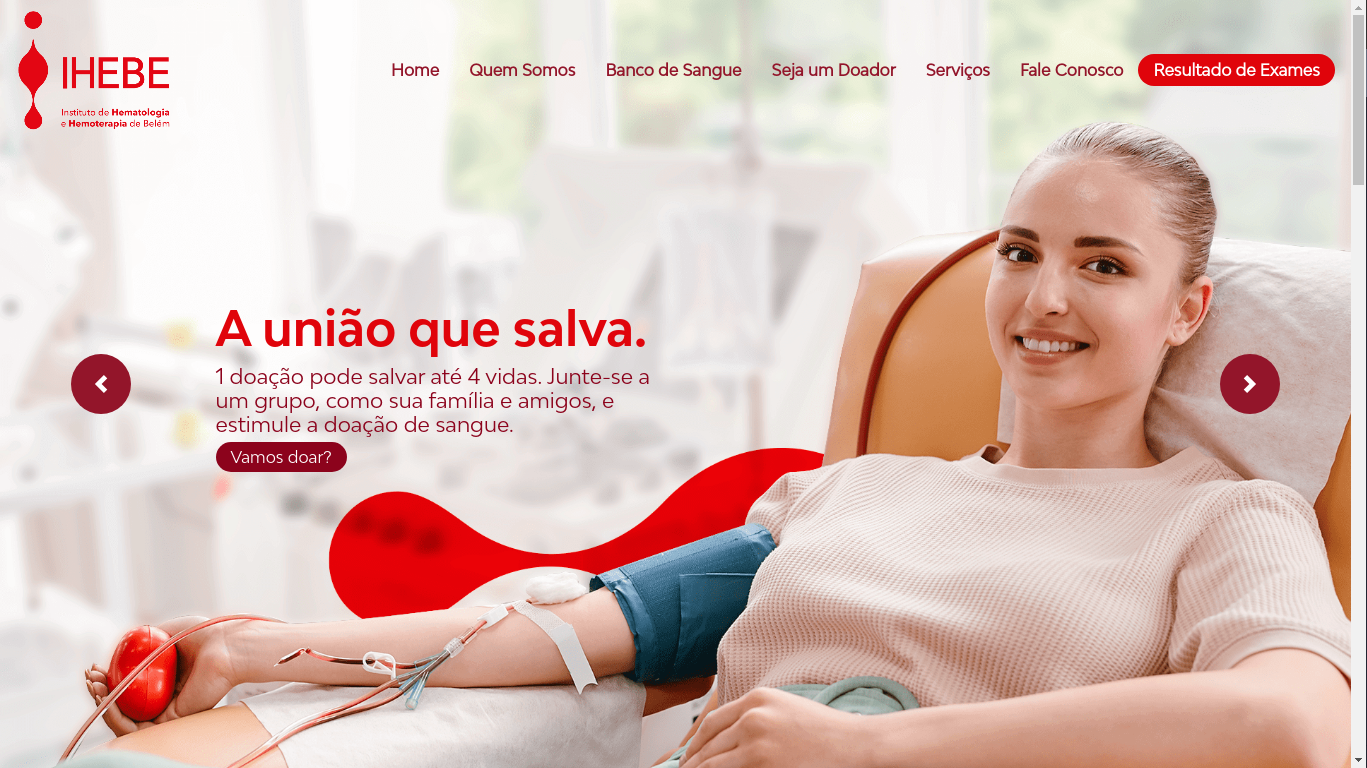 IHEBE
Instituto de Hematologia
e Hemoterapia de Belém
Home
Quem Somos
Banco de Sangue
Seja um Doador
Serviços
Fale Conosco
Resultado de Exames
A união que salva.
1 doação pode salvar até 4 vidas. Junte-se a
um grupo, como sua família e amigos, e
estimule a doação de sangue.
Vamos doar?